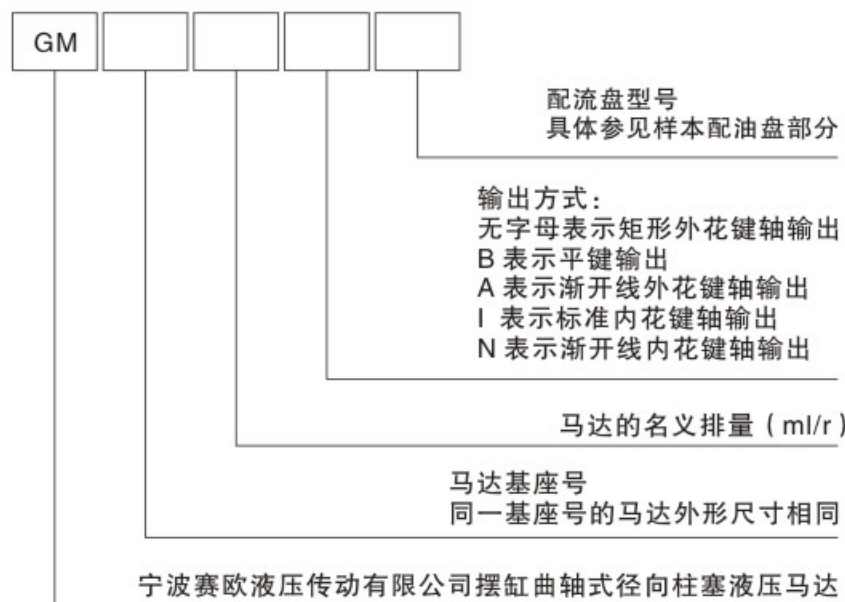 GM
配流盘型号
具体参见样本配油盘部分
输出方式：
无字母表示矩形外花键轴输出
B 表示平键输出
A 表示渐开线外花键轴输出
I 表示标准内花键轴输出
N 表示渐开线内花键轴输出
马达的名义排量（ml/r）
马达基座号
同一基座号的马达外形尺寸相同
宁波赛欧液压传动有限公司摆缸曲轴式径向柱塞液压马达